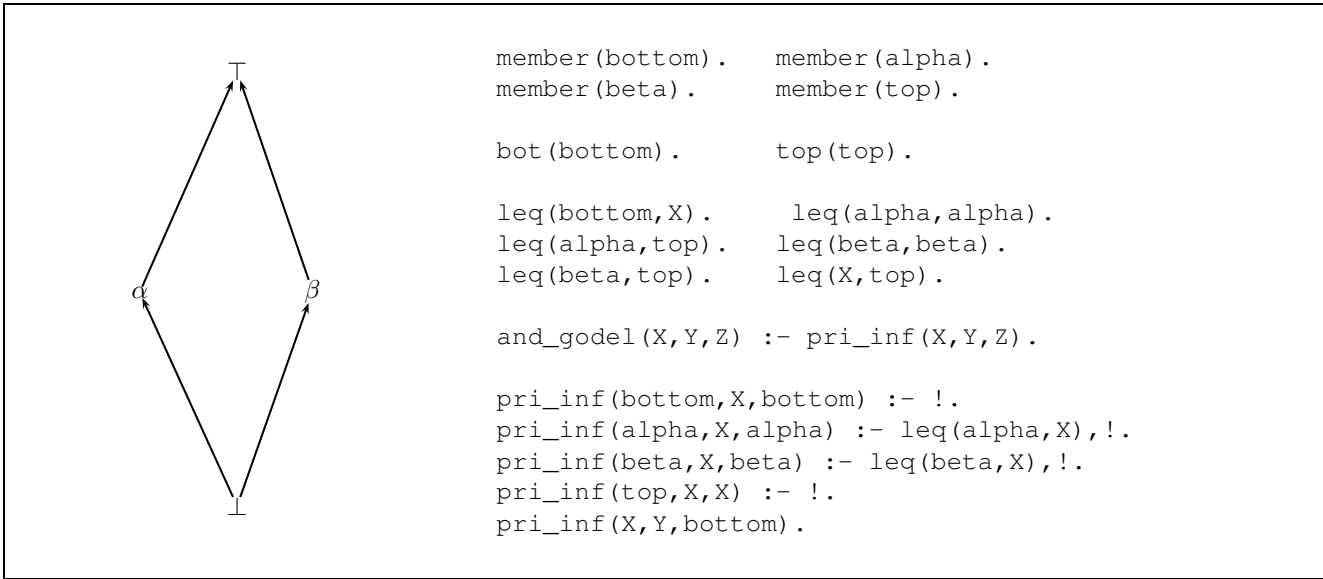 ⊤
α
β
⊥
member(bottom). member(alpha).
member(beta). member(top).
bot(bottom). top(top).
leq(bottom,X). leq(alpha,alpha).
leq(alpha,top). leq(beta,beta).
leq(beta,top). leq(X,top).
and_godel(X,Y,Z) :- pri_inf(X,Y,Z).
pri_inf(bottom,X,bottom) :- !.
pri_inf(alpha,X,alpha) :- leq(alpha,X),!.
pri_inf(beta,X,beta) :- leq(beta,X),!.
pri_inf(top,X,X) :- !.
pri_inf(X,Y,bottom).